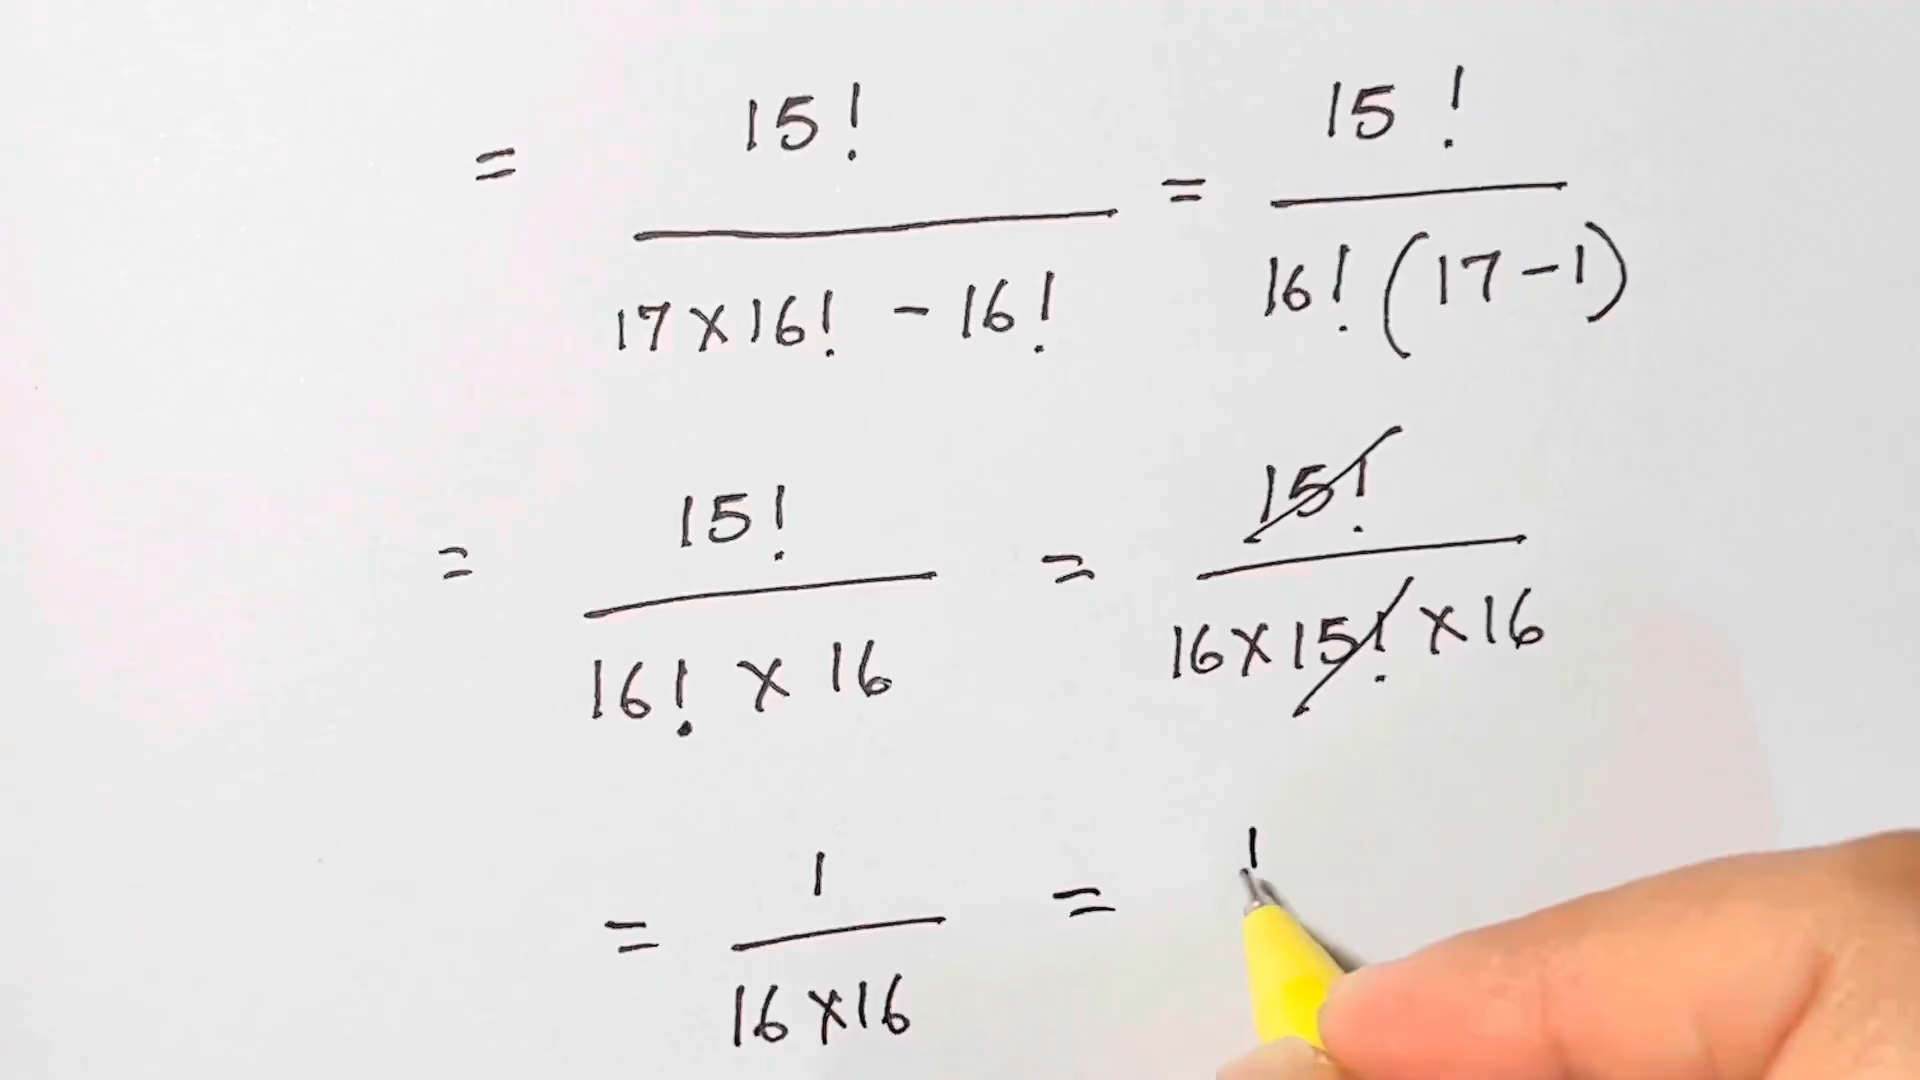 = 15! / (17×16! - 16!) = 15! / 16!(17-1)
= 15! / (16! × 16) = 15! / (16×15!×16)
= 1 / (16×16) = 1